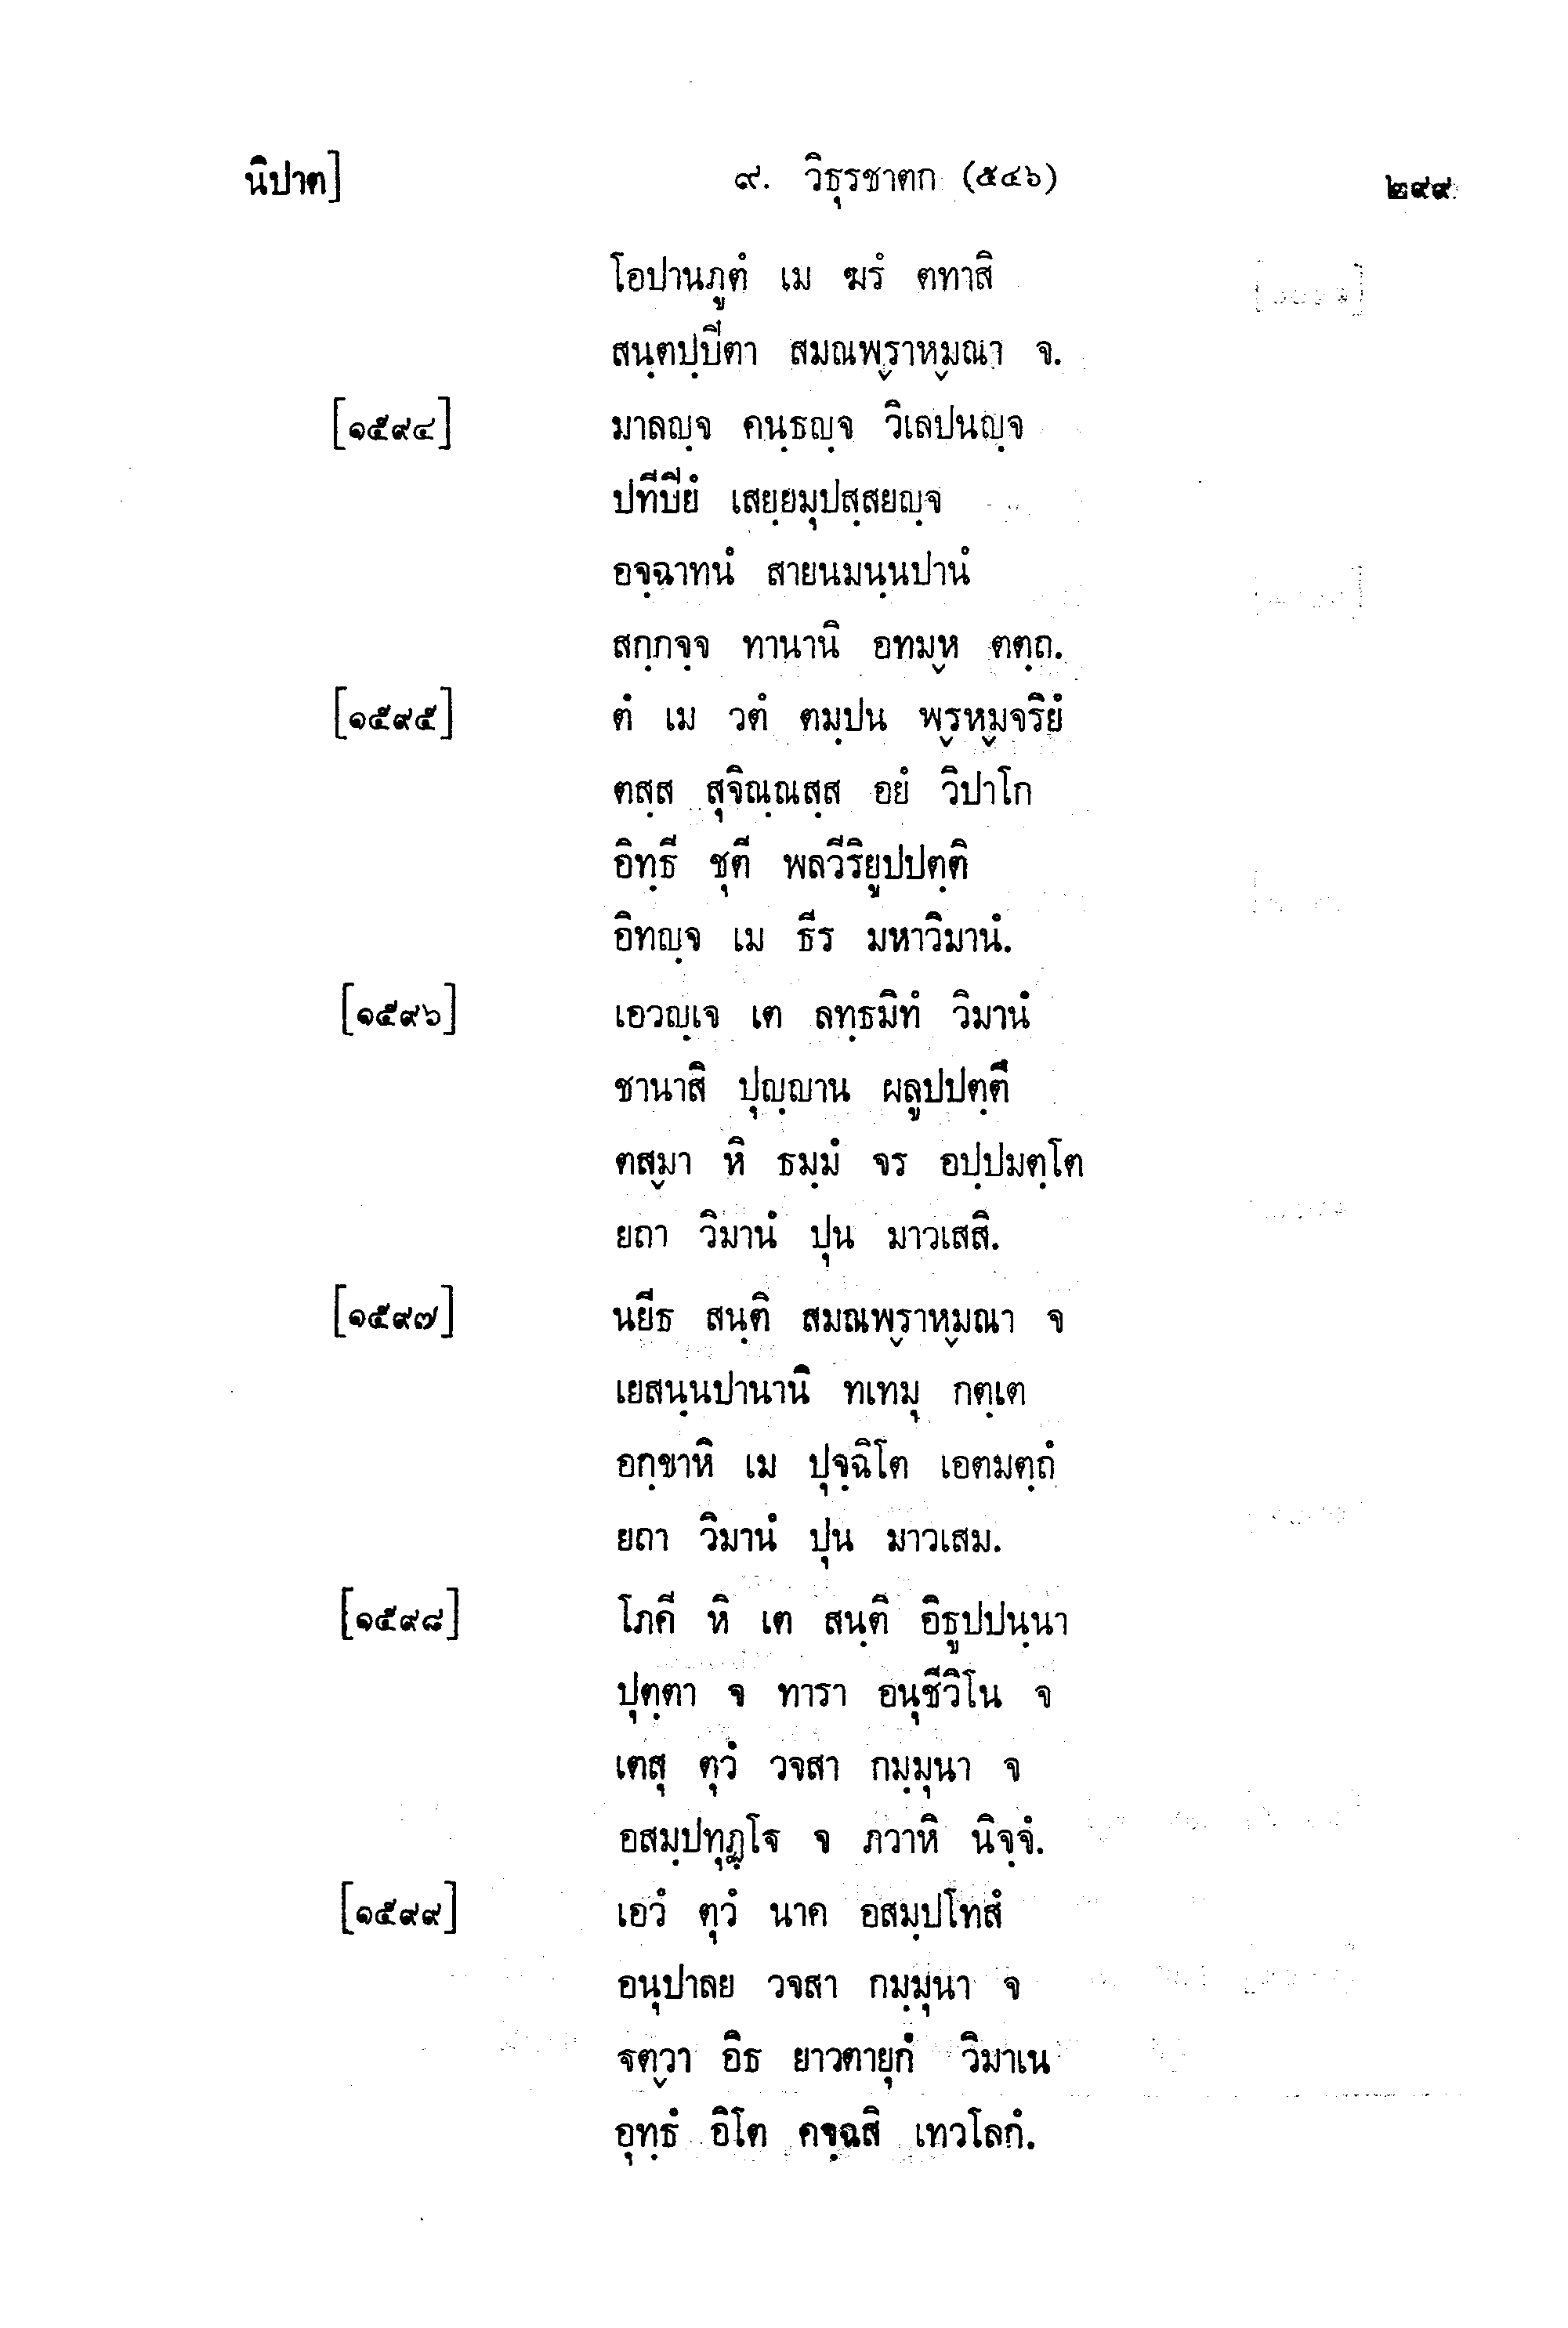 นิปาต]
๙. วิธุรชาตก (๕๔๖)
๒๙๙
โอปานภูตํ เม ฆรํ ตทาสิ
สนฺตปฺปิตา สมณพ๎ราห๎มณา จ.
[๑๕๙๔] มาลญฺจ คนฺธญฺจ วิเลปนญฺจ
ปทีปิยํ เสยฺยมุปสฺสยญฺจ
อจฺฉาทนํ สายนมนฺนปานํ
สกฺกจฺจ ทานานิ อทม๎ห ตตฺถ.
[๑๕๙๕] ตํ เม วตํ ตมฺปน พ๎รห๎มจริยํ
ตสฺส สุจิณฺณสฺส อยํ วิปาโก
อิทฺธี ชุตี พลวีริยูปปตฺติ
อิทญฺจ เม ธีร มหาวิมานํ.
[๑๕๙๖] เอวญฺเจ เต ลทฺธมิทํ วิมานํ
ชานาสิ ปุญฺญาน ผลูปปตฺตึ
ตส๎มา หิ ธมฺมํ จร อปฺปมตฺโต
ยถา วิมานํ ปุน มาวเสสิ.
[๑๕๙๗] นยีธ สนฺติ สมณพ๎ราห๎มณา จ
เยสนฺนปานานิ ทเทมุ กตฺเต
อกฺขาหิ เม ปุจฺฉิโต เอตมตฺถํ
ยถา วิมานํ ปุน มาวเสม.
[๑๕๙๘] โภคี หิ เต สนฺติ อิธูปปนฺนา
ปุตฺตา จ ทารา อนุชีวิโน จ
เตสุ ตุวํ วจสา กมฺมุนา จ
อสมฺปทุฏฺโฐ จ ภวาหิ นิจฺจํ.
[๑๕๙๙] เอวํ ตุวํ นาค อสมฺปโทสํ
อนุปาลย วจสา กมฺมุนา จ
ฐต๎วา อิธ ยาวตายุกํ วิมาเน
อุทฺธํ อิโต คจฺฉสิ เทวโลกํ.